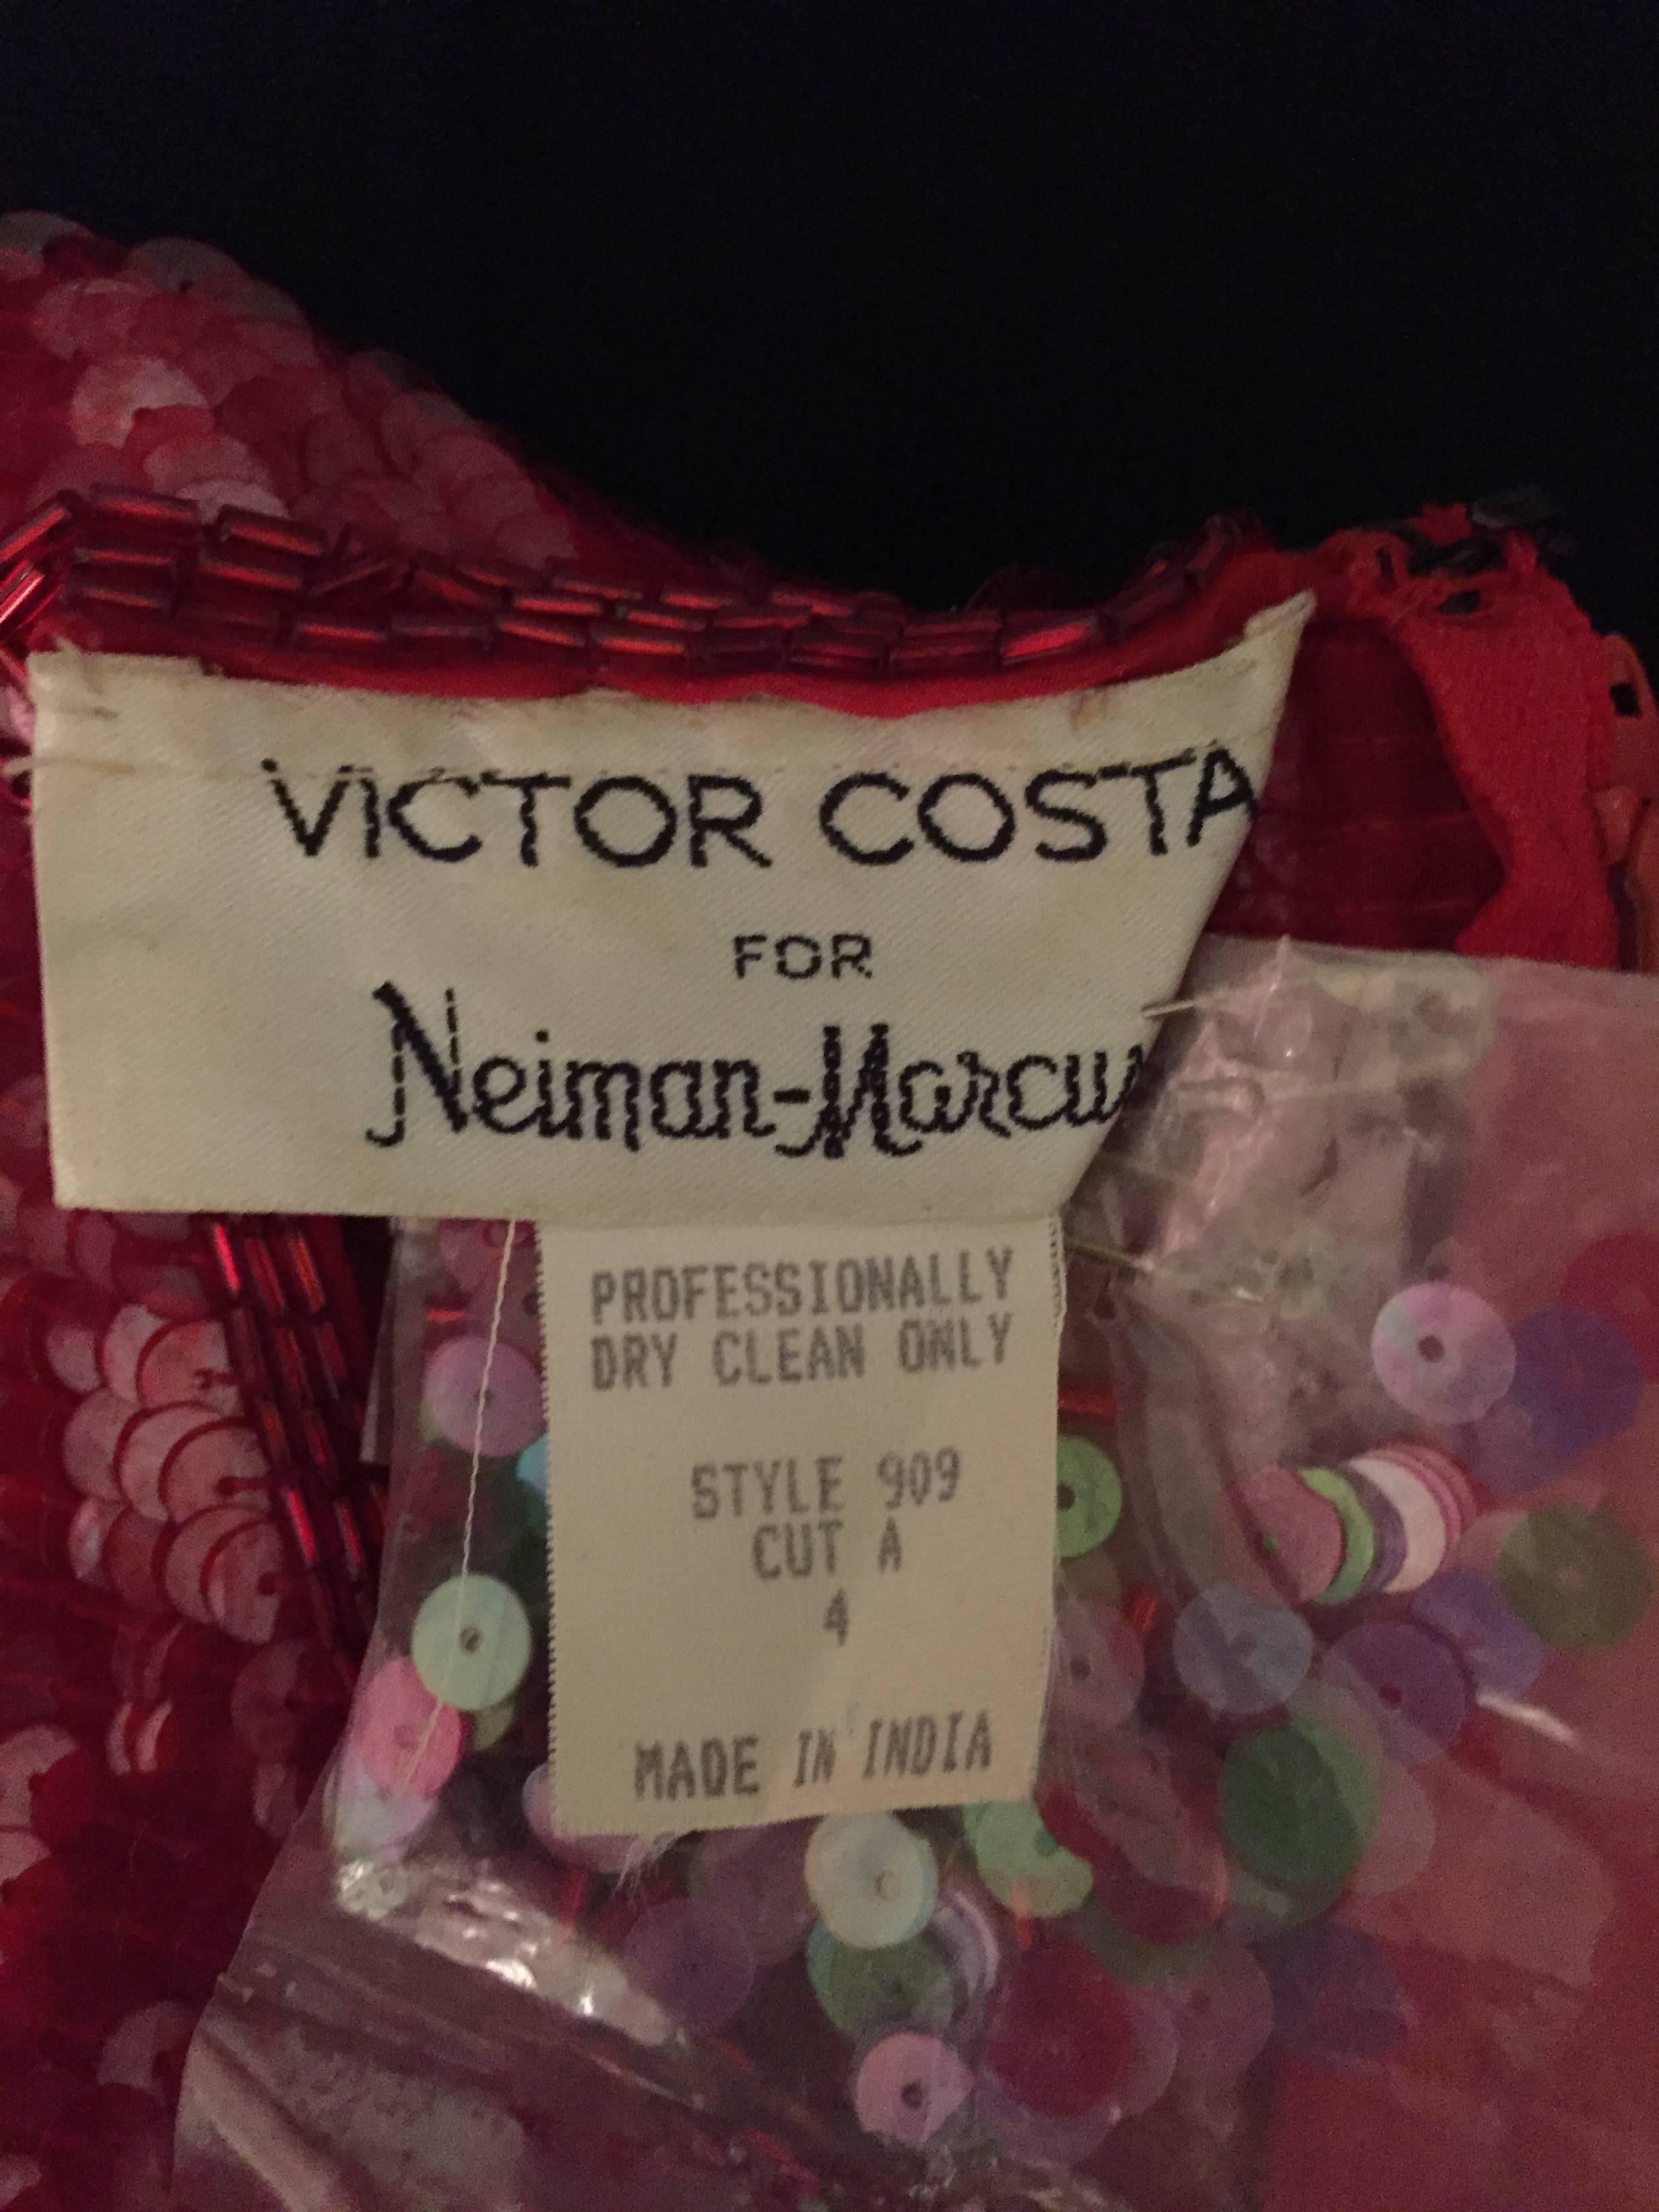 VICTOR COSTA
FOR
Neiman-Marcus
PROFESSIONALLY
DRY CLEAN ONLY
STYLE 909
CUT A
4
MADE IN INDIA